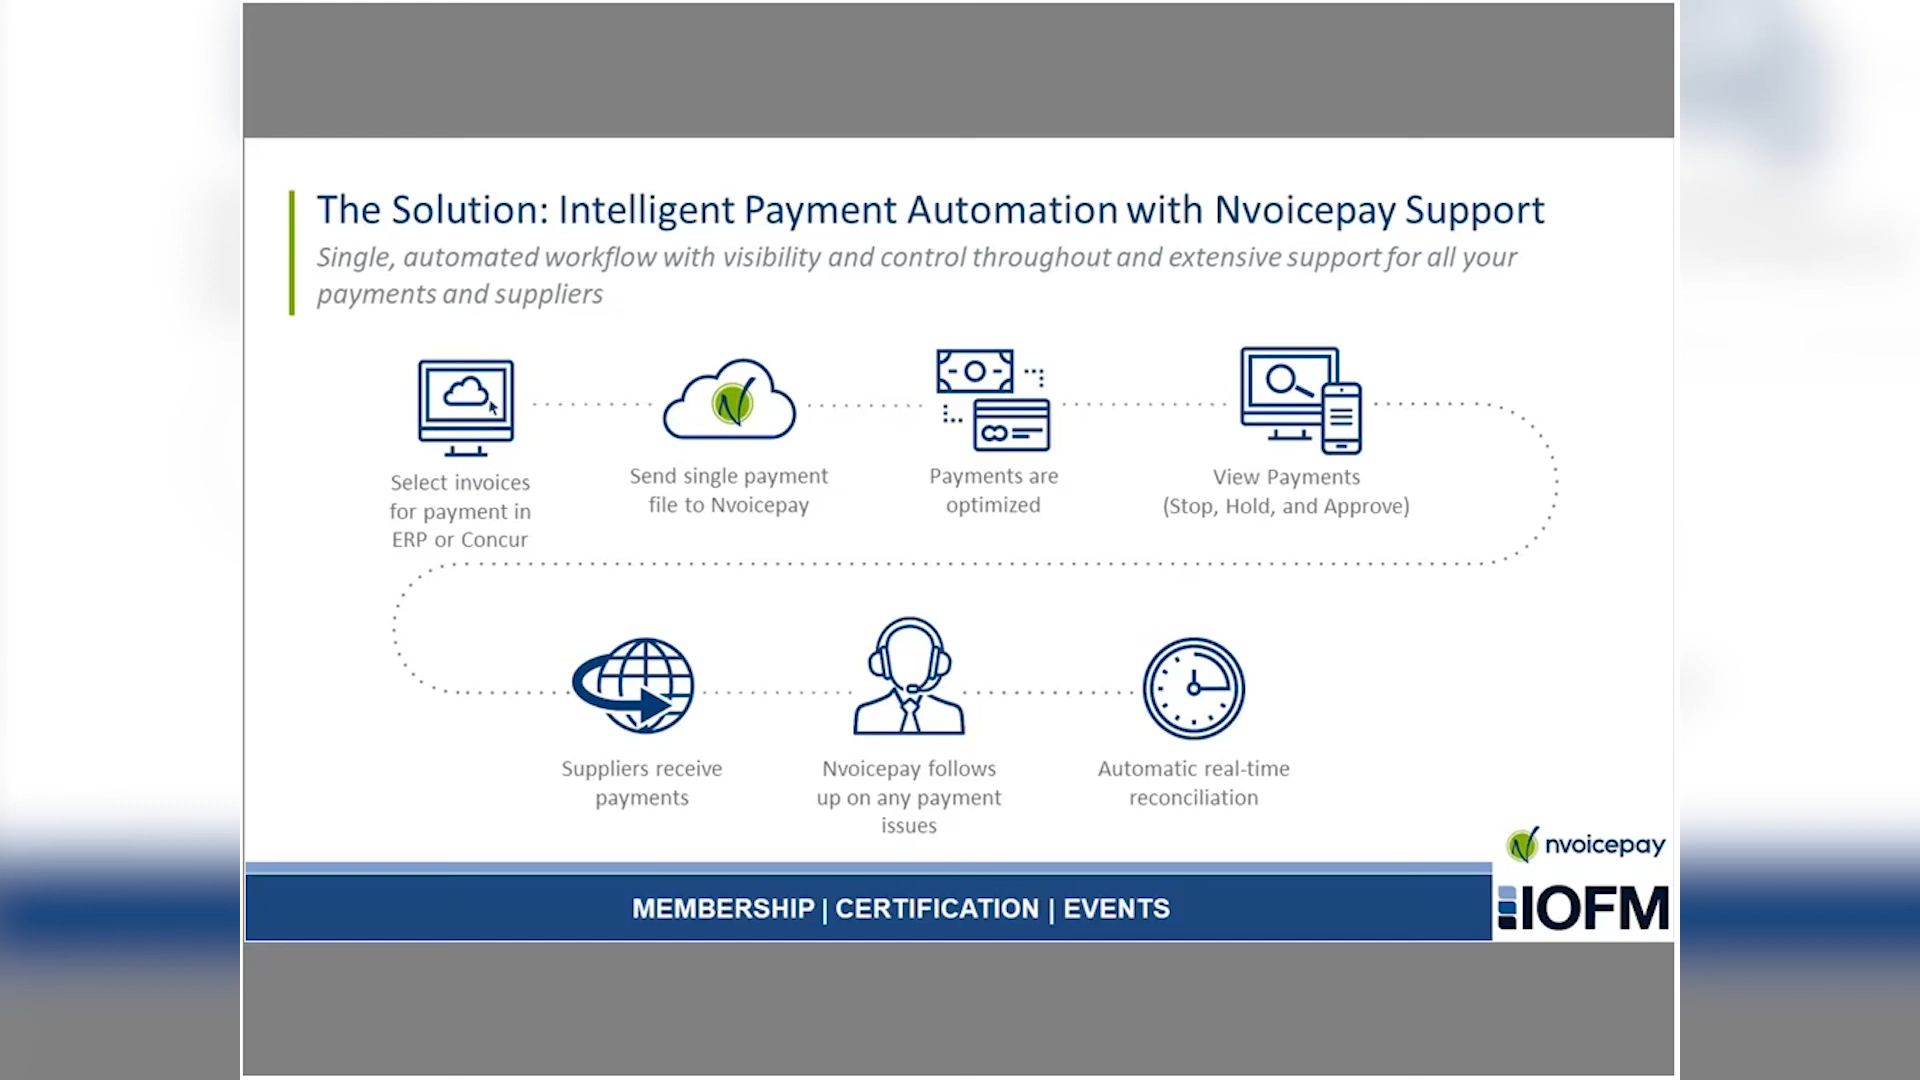 The Solution: Intelligent Payment Automation with Nvoicepay Support
Single, automated workflow with visibility and control throughout and extensive support for all your
payments and suppliers
Select invoices
for payment in
ERP or Concur
Send single payment
file to Nvoicepay
Payments are
optimized
View Payments
(Stop, Hold, and Approve)
Suppliers receive
payments
Nvoicepay follows
up on any payment
issues
Automatic real-time
reconciliation
nvoicepay
MEMBERSHIP | CERTIFICATION | EVENTS
IOFM